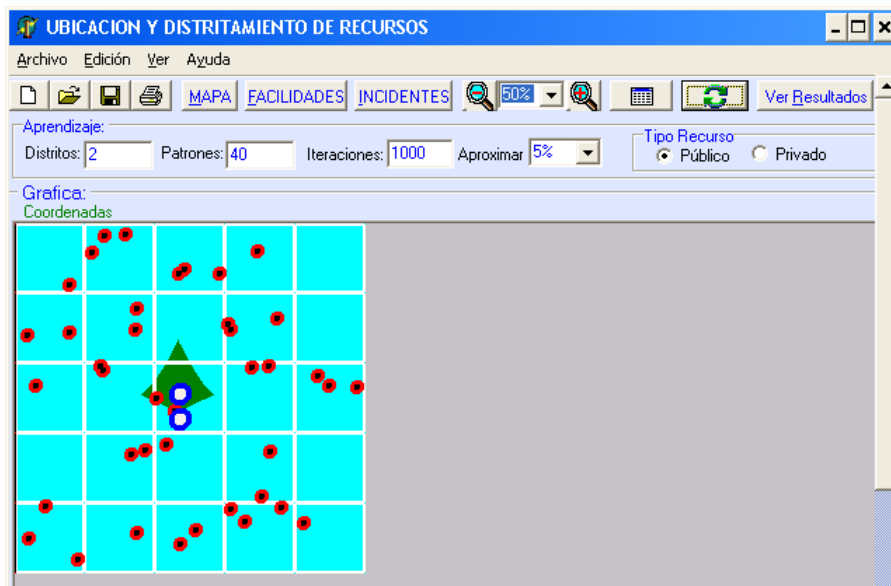 UBICACION Y DISTRITAMIENTO DE RECURSOS
Archivo Edición Ver Ayuda
MAPA FACILIDADES INCIDENTES 50% Ver Resultados
Aprendizaje:
Distritos: 2 Patrones: 40 Iteraciones: 1000 Aproximar 5% Tipo Recurso
Público Privado
Grafica:
Coordenadas